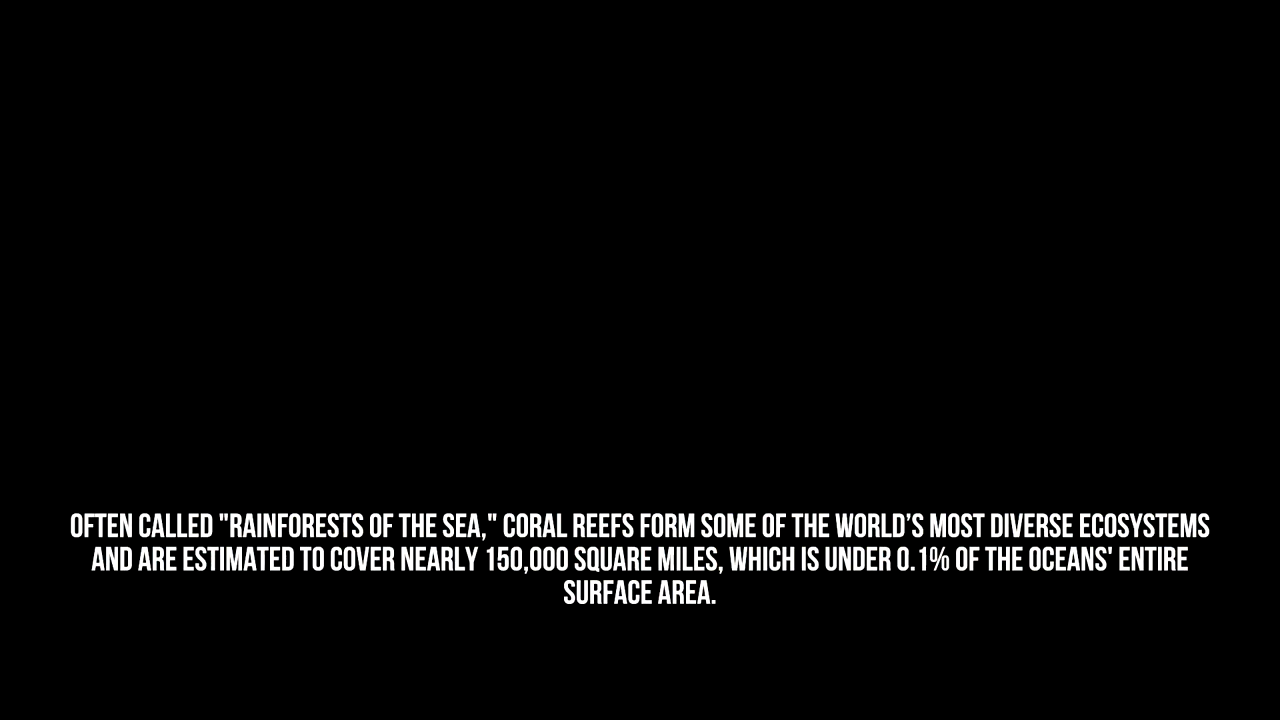 OFTEN CALLED "RAINFORESTS OF THE SEA," CORAL REEFS FORM SOME OF THE WORLD’S MOST DIVERSE ECOSYSTEMS
AND ARE ESTIMATED TO COVER NEARLY 150,000 SQUARE MILES, WHICH IS UNDER 0.1% OF THE OCEANS' ENTIRE
SURFACE AREA.